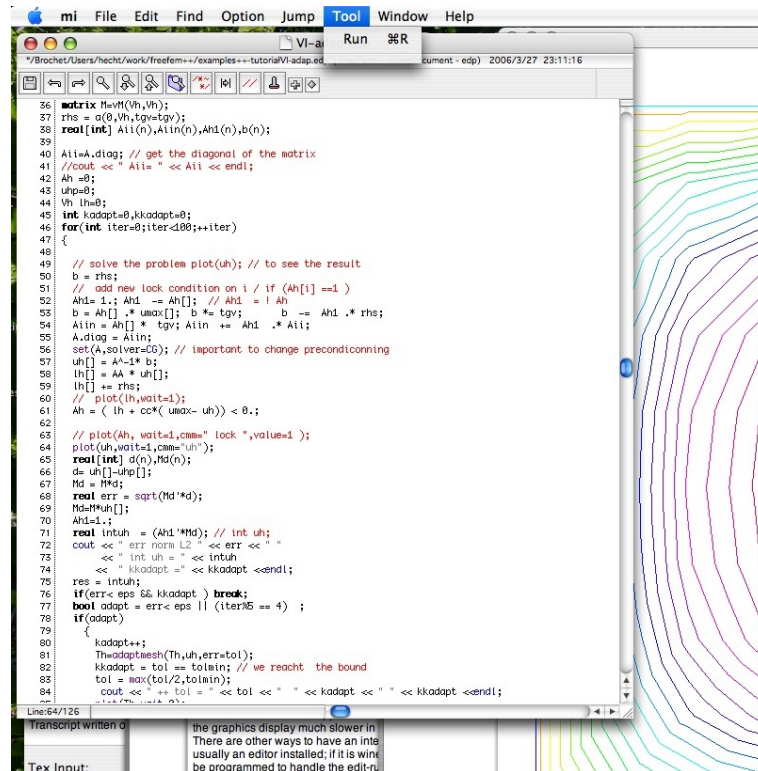 mi File Edit Find Option Jump Tool Window Help
Run ⌘R
VI-a
"/Brochet/Users/hecht/work/freefem++/examples++-tutorialVI-adap.ed
cument - edp) 2006/3/27 23:11:16
36 matrix M=vM(Vh,Vh);
37 rhs = a(0,Vh,tgv=tgv);
38 real[int] Aii(n),Aiin(n),Ah1(n),b(n);
39
40 Aii=A.diag; // get the diagonal of the matrix
41 //cout << " Aii= " << Aii << endl;
42 Ah =0;
43 uhp=0;
44 Vh lh=0;
45 int kadapt=0,kkadapt=0;
46 for(int iter=0;iter<100;++iter)
47 {
48
49 // solve the problem plot(uh); // to see the result
50 b = rhs;
51 // add new lock condition on i / if (Ah[i] ==1 )
52 Ah1= 1.; Ah1 -= Ah[]; // Ah1 = ! Ah
53 b = Ah[] .* umax[]; b *= tgv; b -= Ah1 .* rhs;
54 Aiin = Ah[] * tgv; Aiin += Ah1 .* Aii;
55 A.diag = Aiin;
56 set(A,solver=CG); // important to change precondiconning
57 uh[] = A^-1* b;
58 lh[] = AA * uh[];
59 lh[] += rhs;
60 // plot(lh,wait=1);
61 Ah = ( lh + cc*( umax- uh)) < 0.;
62
63 // plot(Ah, wait=1,cmm=" lock ",value=1 );
64 plot(uh,wait=1,cmm="uh");
65 real[int] d(n),Md(n);
66 d= uh[]-uhp[];
67 Md = M*d;
68 real err = sqrt(Md'*d);
69 Md=M*uh[];
70 Ah1=1.;
71 real intuh = (Ah1'*Md); // int uh;
72 cout << " err norm L2 " << err << " "
73 << " int uh = " << intuh
74 << " kkadapt =" << kkadapt <<endl;
75 res = intuh;
76 if(err< eps && kkadapt ) break;
77 bool adapt = err< eps || (iter%5 == 4) ;
78 if(adapt)
79 {
80 kadapt++;
81 Th=adaptmesh(Th,uh,err=tol);
82 kkadapt = tol == tolmin; // we reacht the bound
83 tol = max(tol/2,tolmin);
84 cout << " ++ tol = " << tol << " " << kadapt << " " << kkadapt <<endl;
Line:64/126
Transcript written o
Tex Input:
the graphics display much slower in
There are other ways to have an inte
usually an editor installed; if it is wine
be programmed to handle the edit-ru